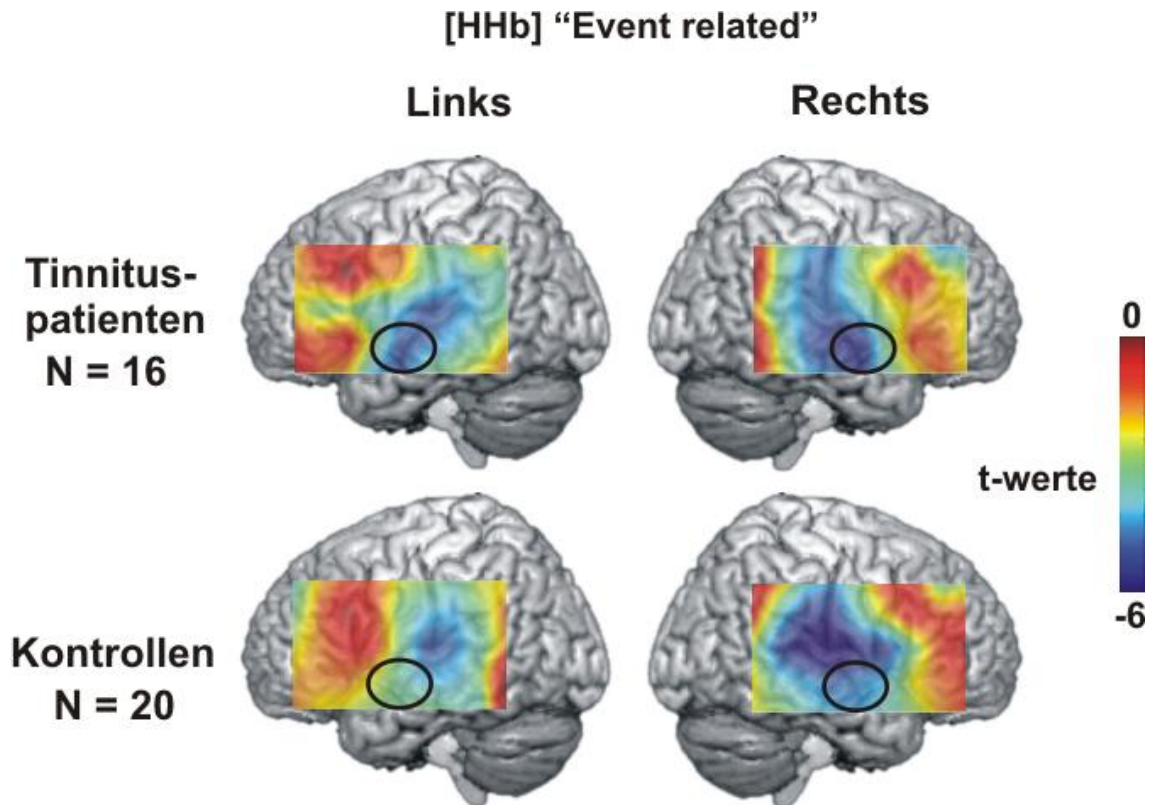 [HHb] “Event related”
Links
Rechts
Tinnitus-
patienten
N = 16
0
t-werte
-6
Kontrollen
N = 20